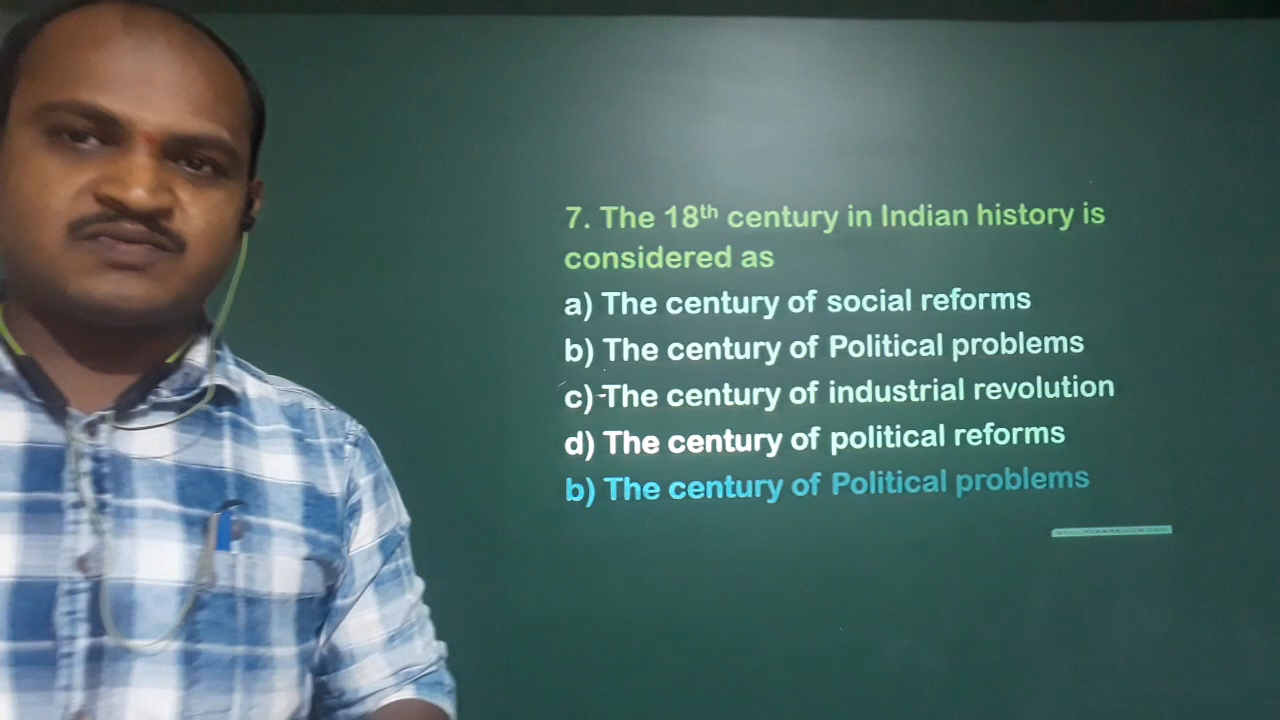 7. The 18th century in Indian history is
considered as
a) The century of social reforms
b) The century of Political problems
c) The century of industrial revolution
d) The century of political reforms
b) The century of Political problems